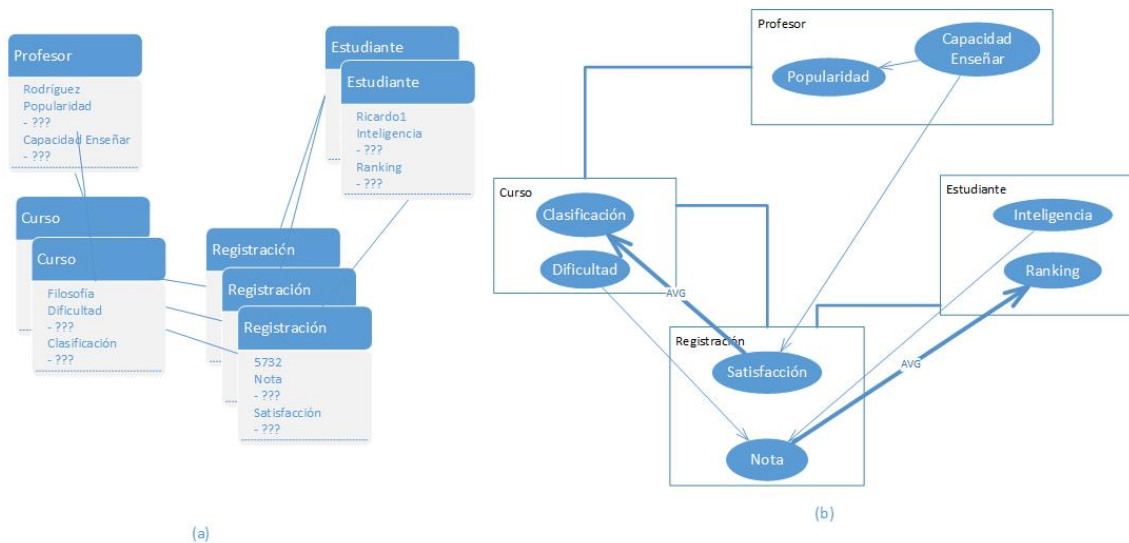 Profesor
Rodríguez
Popularidad
- ???
Capacidad Enseñar
- ???
Estudiante
Estudiante
Ricardo1
Inteligencia
- ???
Ranking
- ???
Curso
Curso
Filosofía
Dificultad
- ???
Clasificación
- ???
Registración
Registración
Registración
5732
Nota
- ???
Satisfacción
- ???
(a)
Profesor
Capacidad
Enseñar
Popularidad
Curso
Clasificación
Dificultad
Estudiante
Inteligencia
Ranking
AVG
Registración
Satisfacción
AVG
Nota
(b)